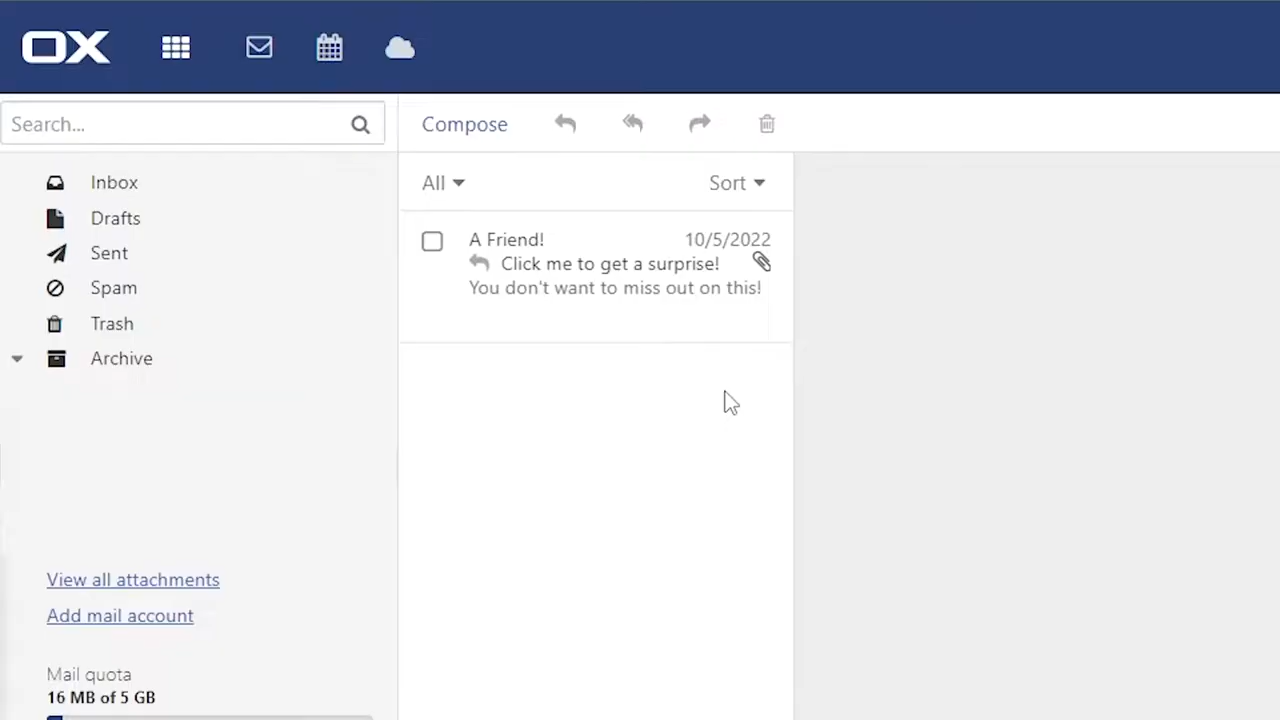 OX
Search...
Compose
Inbox
Drafts
Sent
Spam
Trash
Archive
View all attachments
Add mail account
Mail quota
16 MB of 5 GB
All
Sort
A Friend!
10/5/2022
Click me to get a surprise!
You don't want to miss out on this!